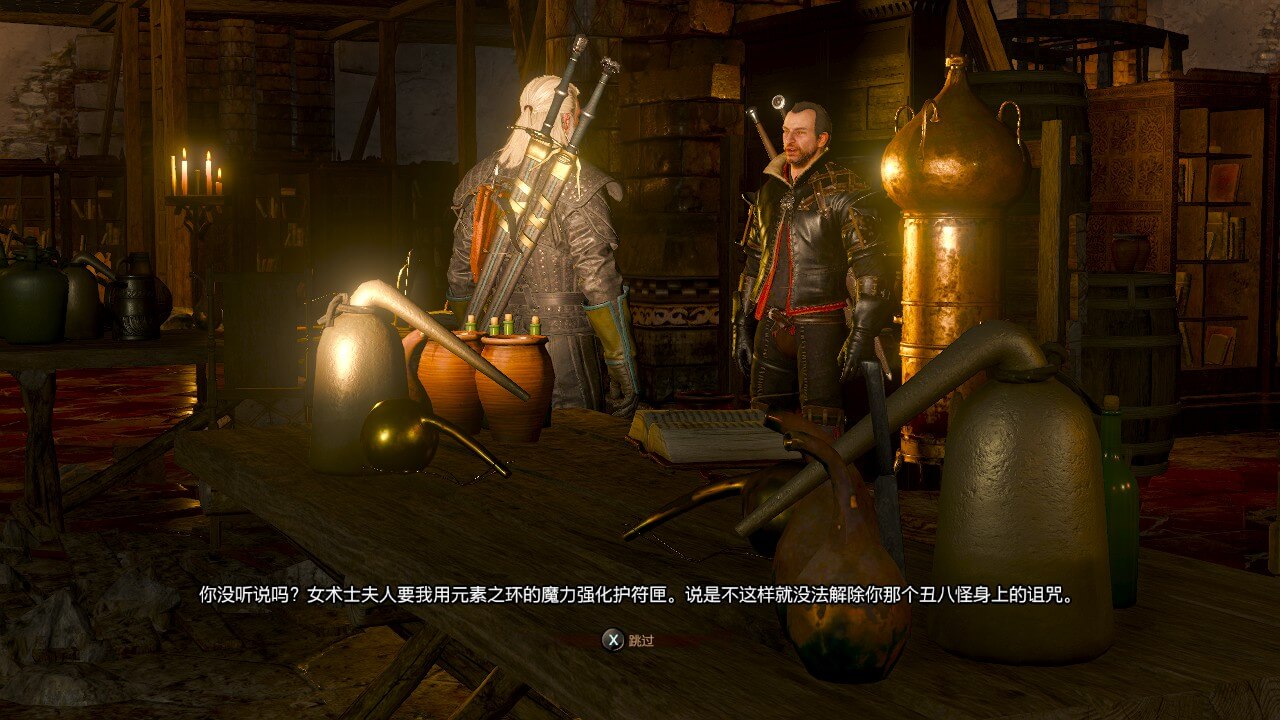 你没听说吗？女术士夫人要我用元素之环的魔力强化护符匣。说是不这样就没法解除你那个丑八怪身上的诅咒。
X 跳过